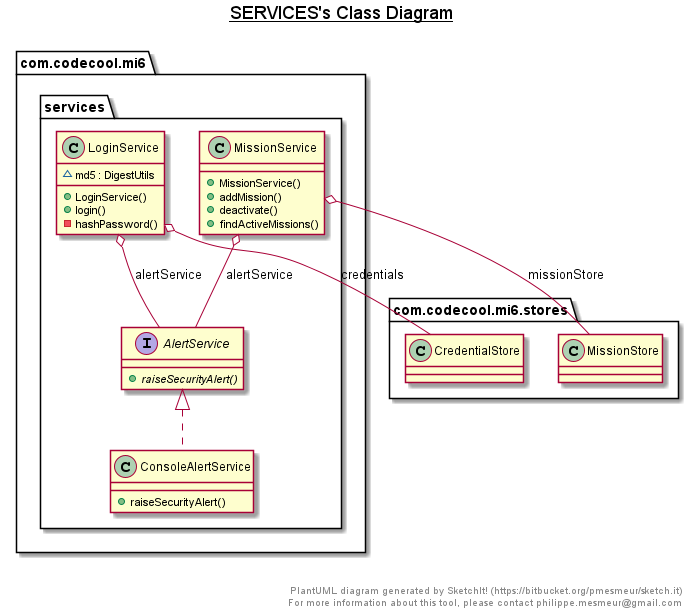 SERVICES's Class Diagram
com.codecool.mi6
services
C LoginService
md5 : DigestUtils
LoginService()
login()
hashPassword()
C MissionService
MissionService()
addMission()
deactivate()
findActiveMissions()
alertService
alertService
credentials
missionStore
com.codecool.mi6.stores
I AlertService
raiseSecurityAlert()
C CredentialStore
C MissionStore
C ConsoleAlertService
raiseSecurityAlert()
PlantUML diagram generated by SketchIt! (https://bitbucket.org/pmesmeur/sketch.it)
For more information about this tool, please contact philippe.mesmeur@gmail.com